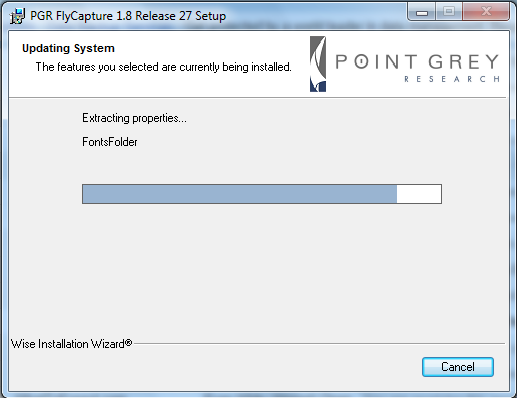 PGR FlyCapture 1.8 Release 27 Setup
Updating System
The features you selected are currently being installed.
POINT GREY
RESEARCH
Extracting properties...
FontsFolder
Wise Installation Wizard®
Cancel